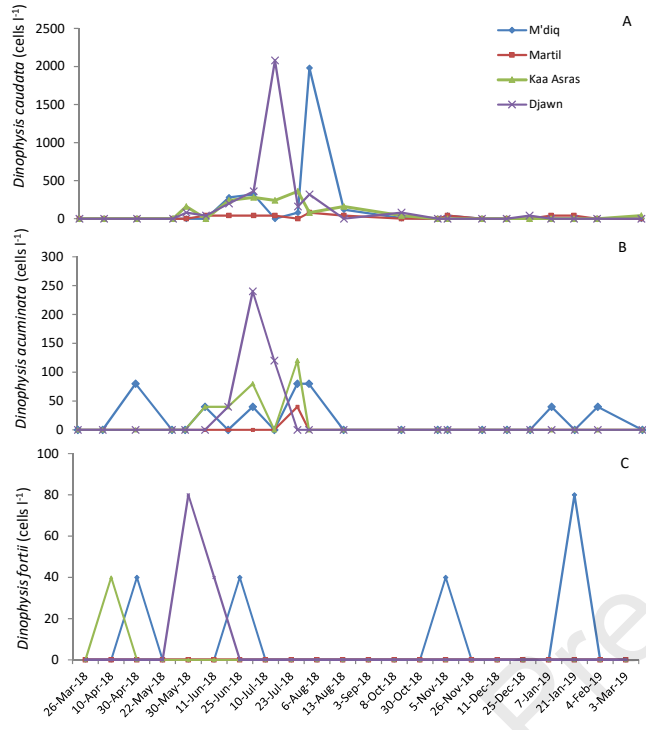 A
Dinophysis caudata (cells l-1)
2500
2000
1500
1000
500
0
M'diq
Martil
Kaa Asras
Djawn
B
Dinophysis acuminata (cells l-1)
300
250
200
150
100
50
0
C
Dinophysis fortii (cells l-1)
100
80
60
40
20
0
26-Mar-18
10-Apr-18
30-Apr-18
22-May-18
30-May-18
11-Jun-18
25-Jun-18
10-Jul-18
23-Jul-18
6-Aug-18
13-Aug-18
3-Sep-18
8-Oct-18
30-Oct-18
5-Nov-18
26-Nov-18
11-Dec-18
25-Dec-18
7-Jan-19
21-Jan-19
4-Feb-19
3-Mar-19
Pre